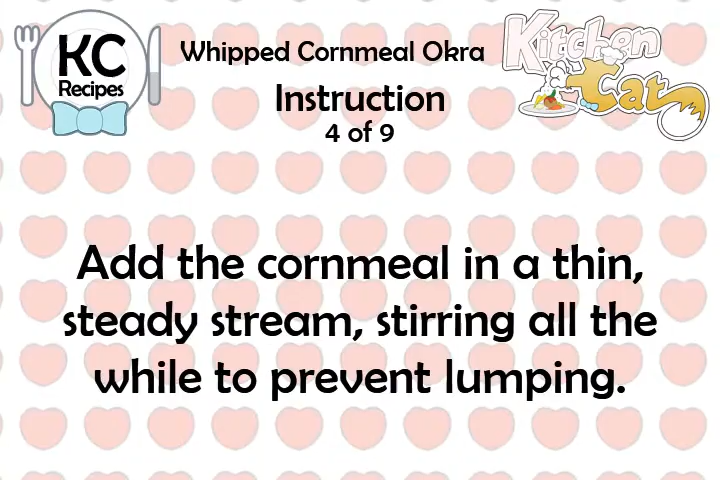 KC
Recipes
Whipped Cornmeal Okra
Kitchen
Cat
Instruction
4 of 9
Add the cornmeal in a thin,
steady stream, stirring all the
while to prevent lumping.